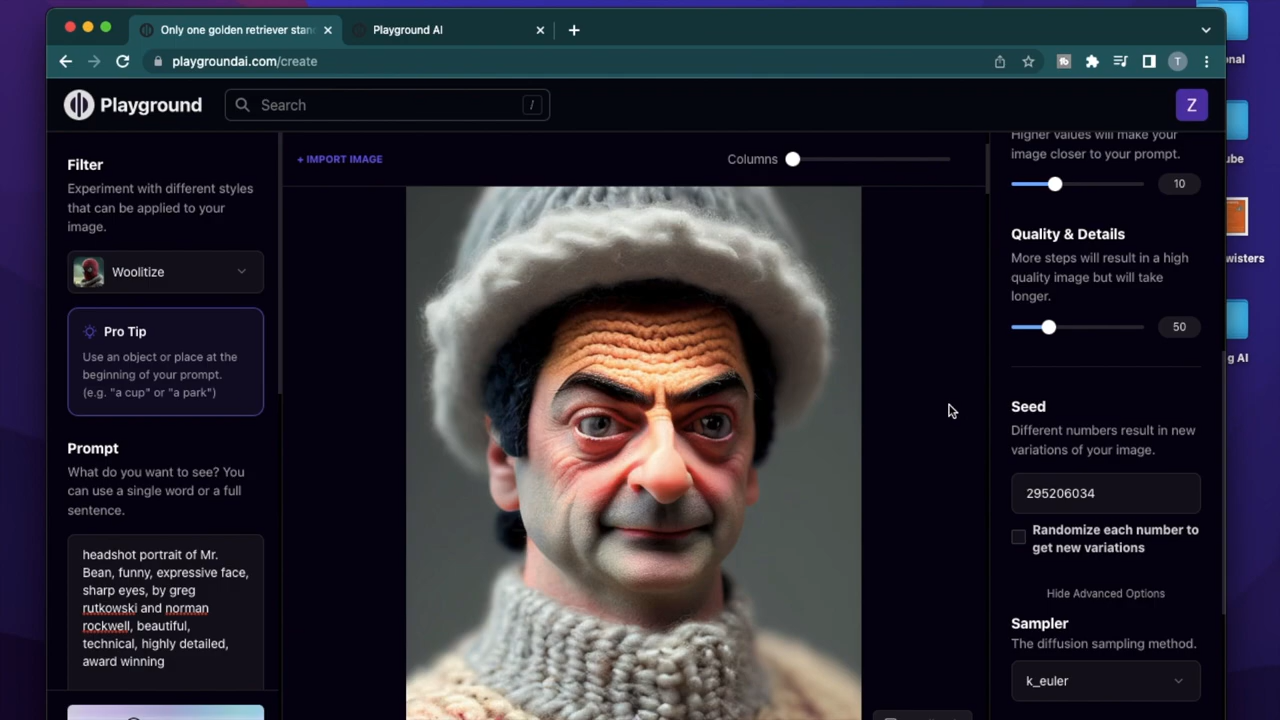 Only one golden retriever stan
Playground AI
playgroundai.com/create
T
Playground
Search
/
Z
Filter
Experiment with different styles
that can be applied to your
image.
Woolitize
Pro Tip
Use an object or place at the
beginning of your prompt.
(e.g. "a cup" or "a park")
Prompt
What do you want to see? You
can use a single word or a full
sentence.
headshot portrait of Mr.
Bean, funny, expressive face,
sharp eyes, by greg
rutkowski and norman
rockwell, beautiful,
technical, highly detailed,
award winning
+ IMPORT IMAGE
Columns
Higher values will make your
image closer to your prompt.
10
Quality & Details
More steps will result in a high
quality image but will take
longer.
50
Seed
Different numbers result in new
variations of your image.
295206034
Randomize each number to
get new variations
Hide Advanced Options
Sampler
The diffusion sampling method.
k_euler
onal
ube
wisters
g AI